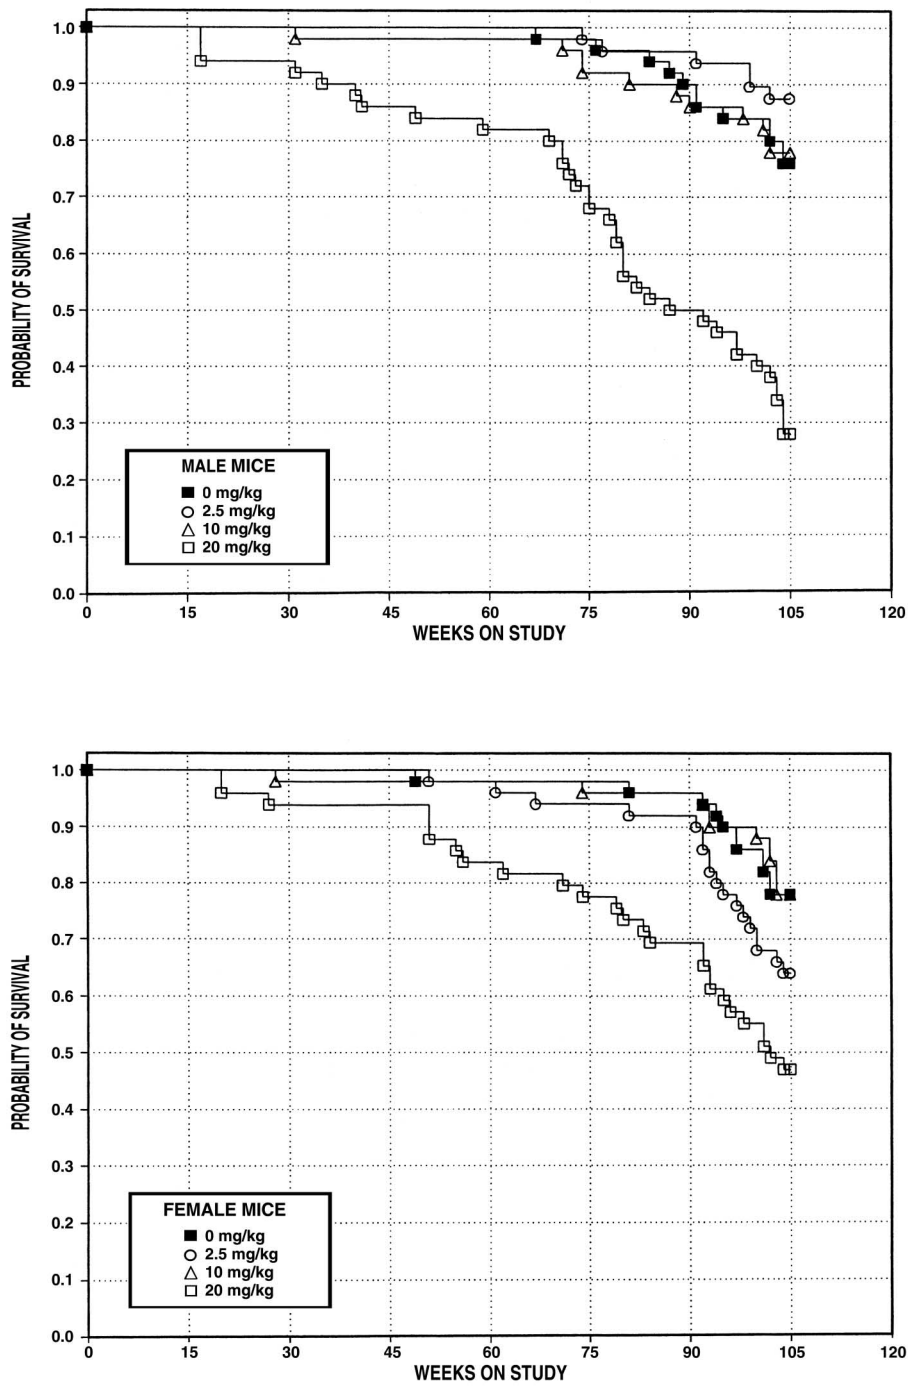 1.0
0.9
0.8
0.7
0.6
0.5
0.4
0.3
0.2
0.1
0.0
PROBABILITY OF SURVIVAL
MALE MICE
0 mg/kg
2.5 mg/kg
10 mg/kg
20 mg/kg
0 15 30 45 60 75 90 105 120
WEEKS ON STUDY
1.0
0.9
0.8
0.7
0.6
0.5
0.4
0.3
0.2
0.1
0.0
PROBABILITY OF SURVIVAL
FEMALE MICE
0 mg/kg
2.5 mg/kg
10 mg/kg
20 mg/kg
0 15 30 45 60 75 90 105 120
WEEKS ON STUDY